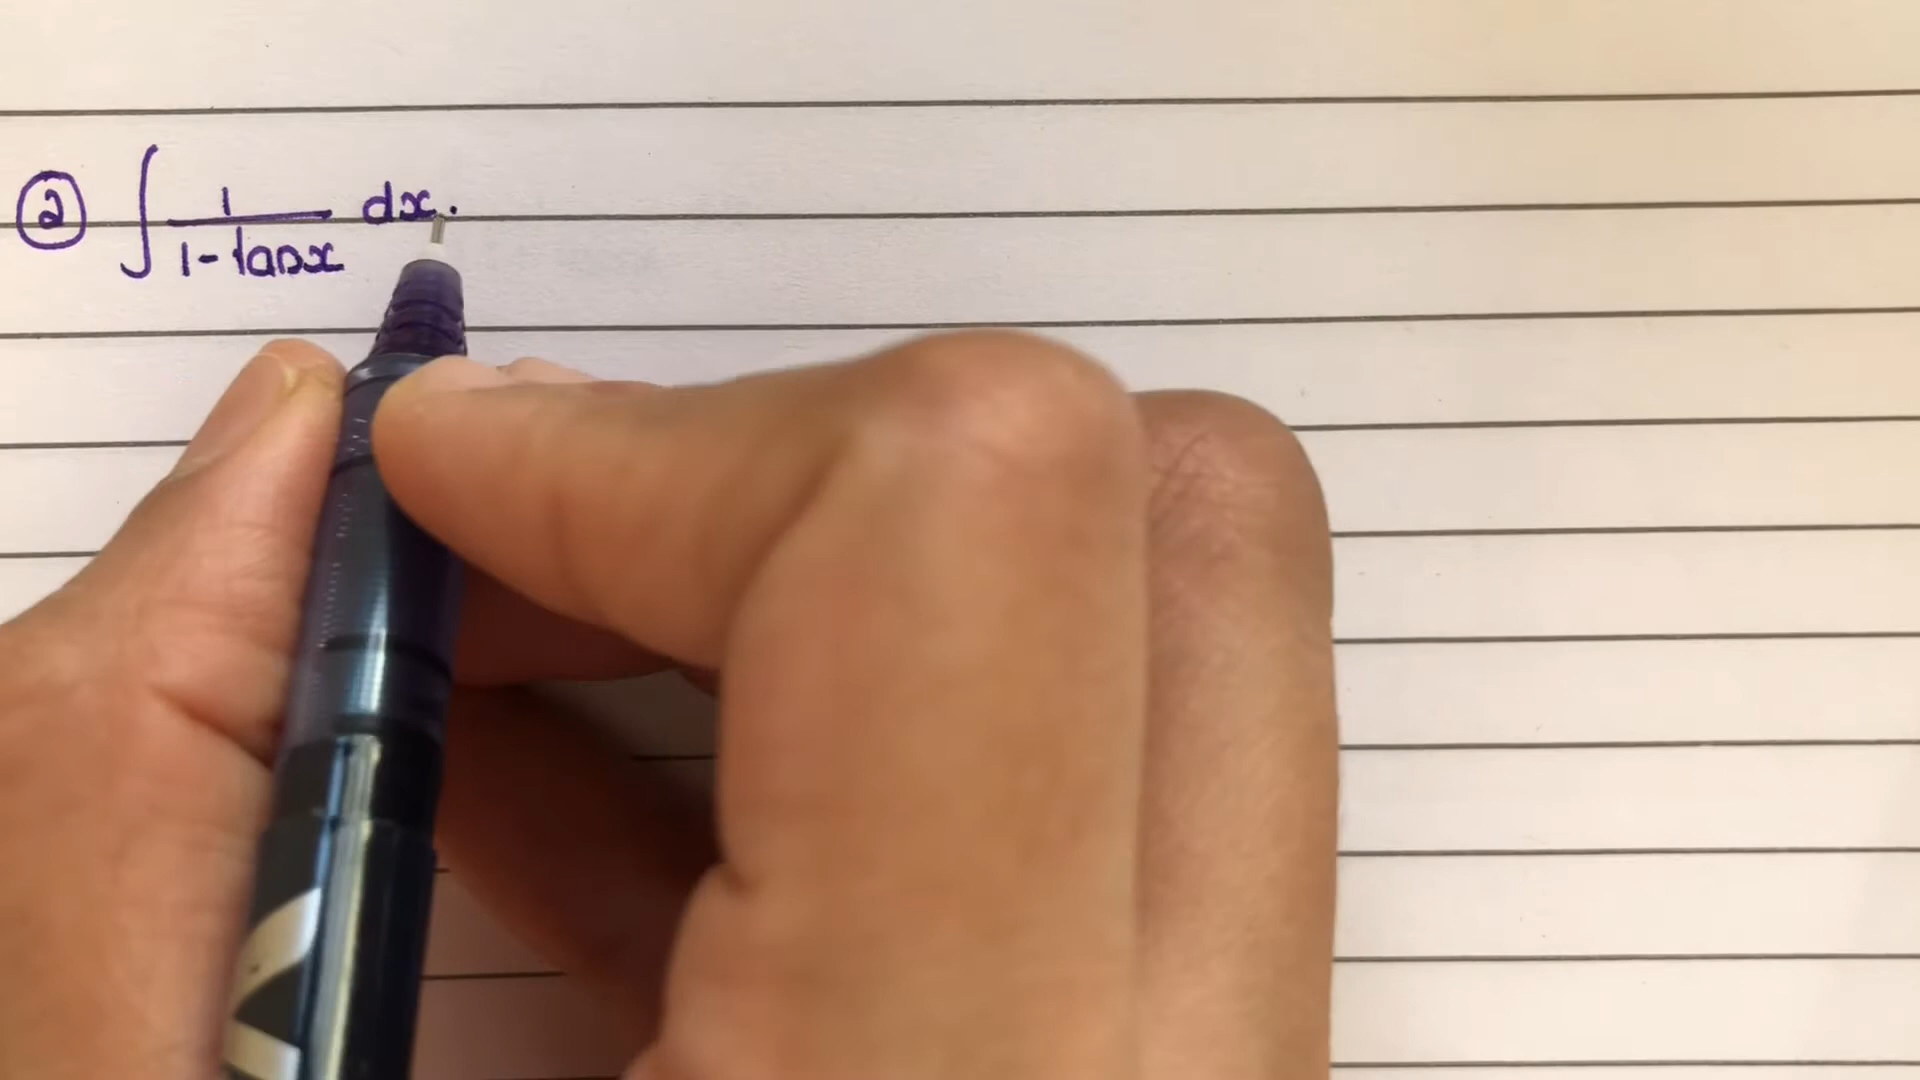 ② ∫ 1/(1 - tanx) dx.